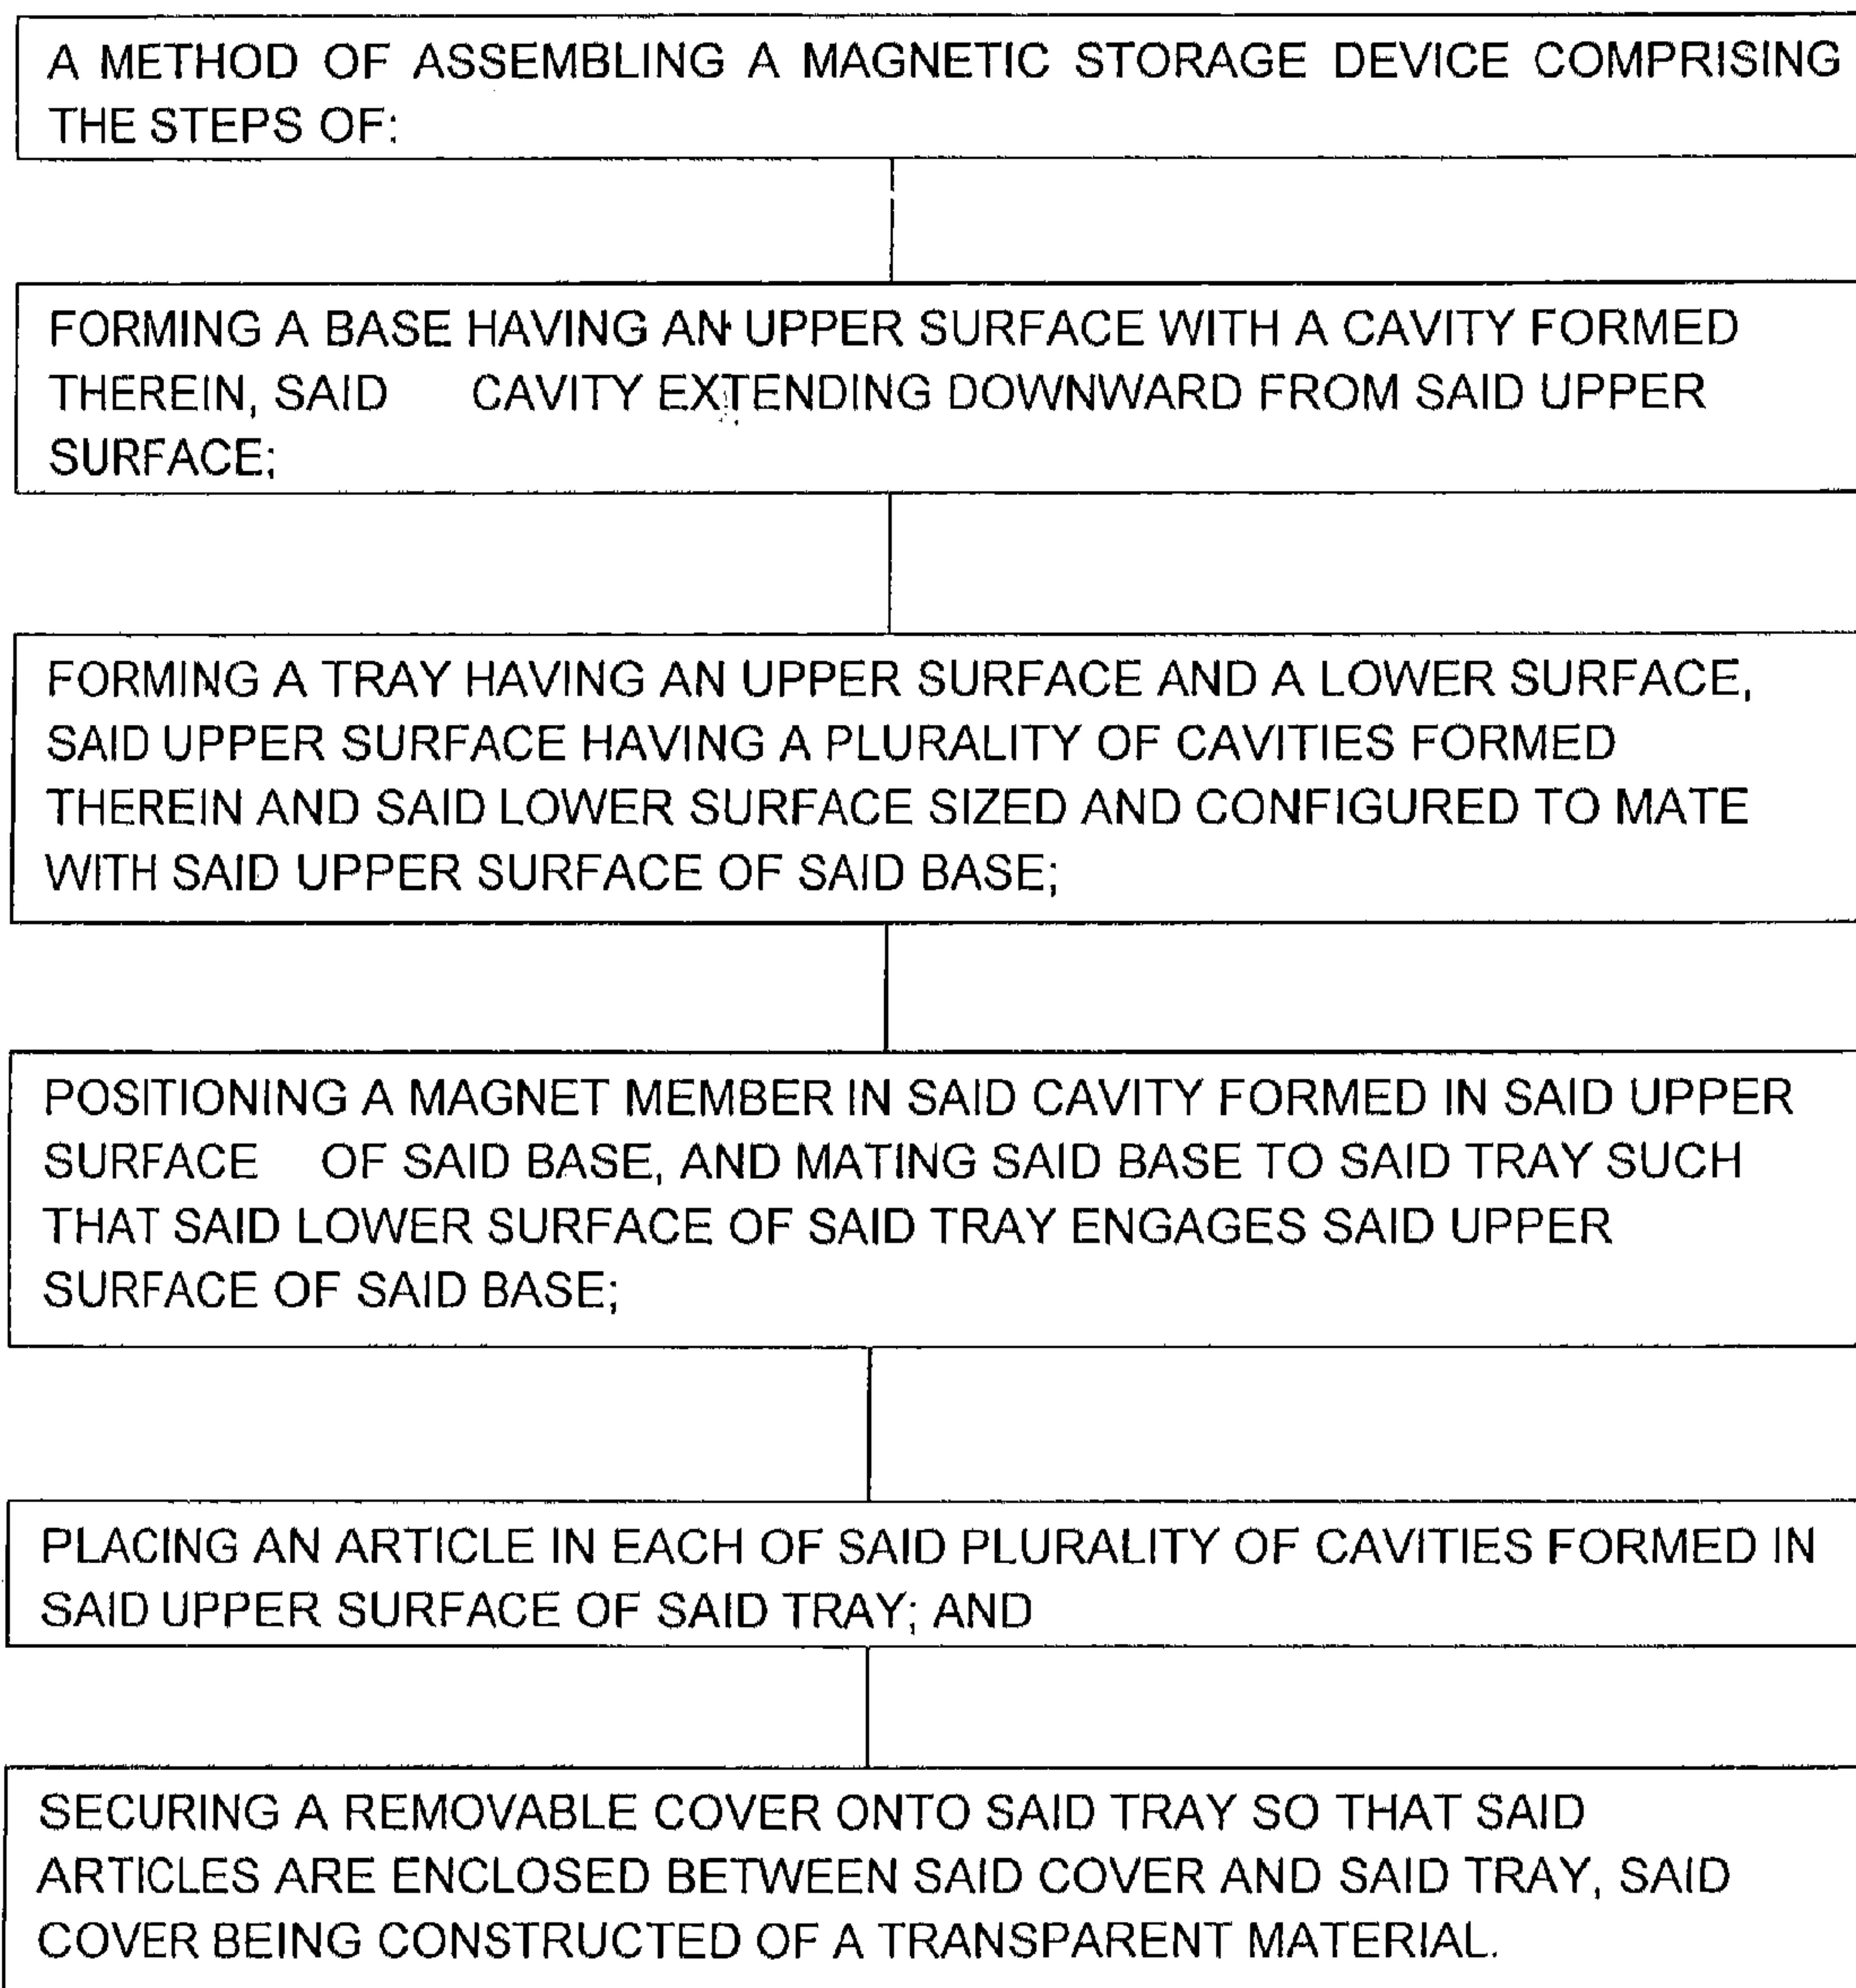 A METHOD OF ASSEMBLING A MAGNETIC STORAGE DEVICE COMPRISING
THE STEPS OF:
FORMING A BASE HAVING AN UPPER SURFACE WITH A CAVITY FORMED
THEREIN, SAID CAVITY EXTENDING DOWNWARD FROM SAID UPPER
SURFACE;
FORMING A TRAY HAVING AN UPPER SURFACE AND A LOWER SURFACE,
SAID UPPER SURFACE HAVING A PLURALITY OF CAVITIES FORMED
THEREIN AND SAID LOWER SURFACE SIZED AND CONFIGURED TO MATE
WITH SAID UPPER SURFACE OF SAID BASE;
POSITIONING A MAGNET MEMBER IN SAID CAVITY FORMED IN SAID UPPER
SURFACE OF SAID BASE, AND MATING SAID BASE TO SAID TRAY SUCH
THAT SAID LOWER SURFACE OF SAID TRAY ENGAGES SAID UPPER
SURFACE OF SAID BASE;
PLACING AN ARTICLE IN EACH OF SAID PLURALITY OF CAVITIES FORMED IN
SAID UPPER SURFACE OF SAID TRAY; AND
SECURING A REMOVABLE COVER ONTO SAID TRAY SO THAT SAID
ARTICLES ARE ENCLOSED BETWEEN SAID COVER AND SAID TRAY, SAID
COVER BEING CONSTRUCTED OF A TRANSPARENT MATERIAL.